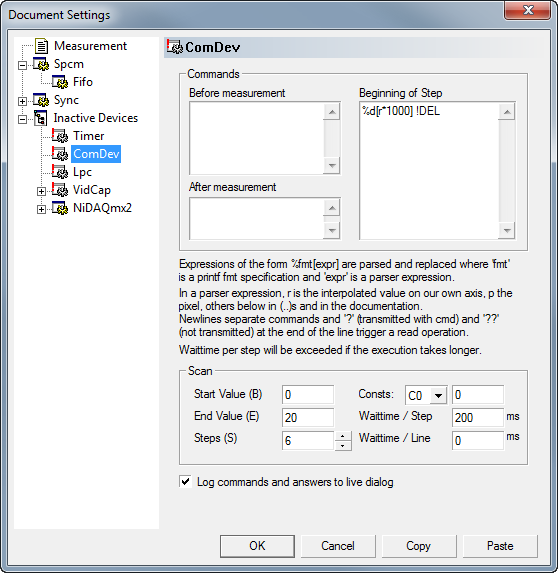 Document Settings
Measurement
Spcm
Fifo
Sync
Inactive Devices
Timer
ComDev
Lpc
VidCap
NiDAQmx2
ComDev
Commands
Before measurement
Beginning of Step
%d[r*1000] !DEL
After measurement
Expressions of the form %fmt[expr] are parsed and replaced where 'fmt'
is a printf fmt specification and 'expr' is a parser expression.
In a parser expression, r is the interpolated value on our own axis, p the
pixel, others below in (..)s and in the documentation.
Newlines separate commands and '?' (transmitted with cmd) and '??'
(not transmitted) at the end of the line trigger a read operation.
Waittime per step will be exceeded if the execution takes longer.
Scan
Start Value (B) 0 Consts: C0 0
End Value (E) 20 Waittime / Step 200 ms
Steps (S) 6 Waittime / Line 0 ms
Log commands and answers to live dialog
OK Cancel Copy Paste